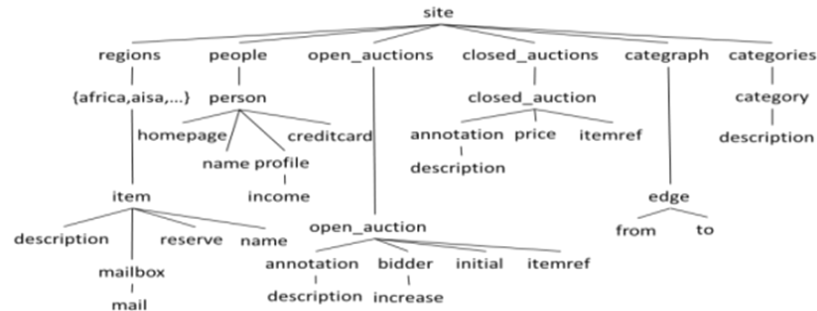 site
regions people open_auctions closed_auctions categraph categories
{africa,aisa,...} person closed_auction category
homepage creditcard annotation price itemref description
name profile description
item income edge
description reserve name open_auction from to
mailbox annotation bidder initial itemref
mail description increase